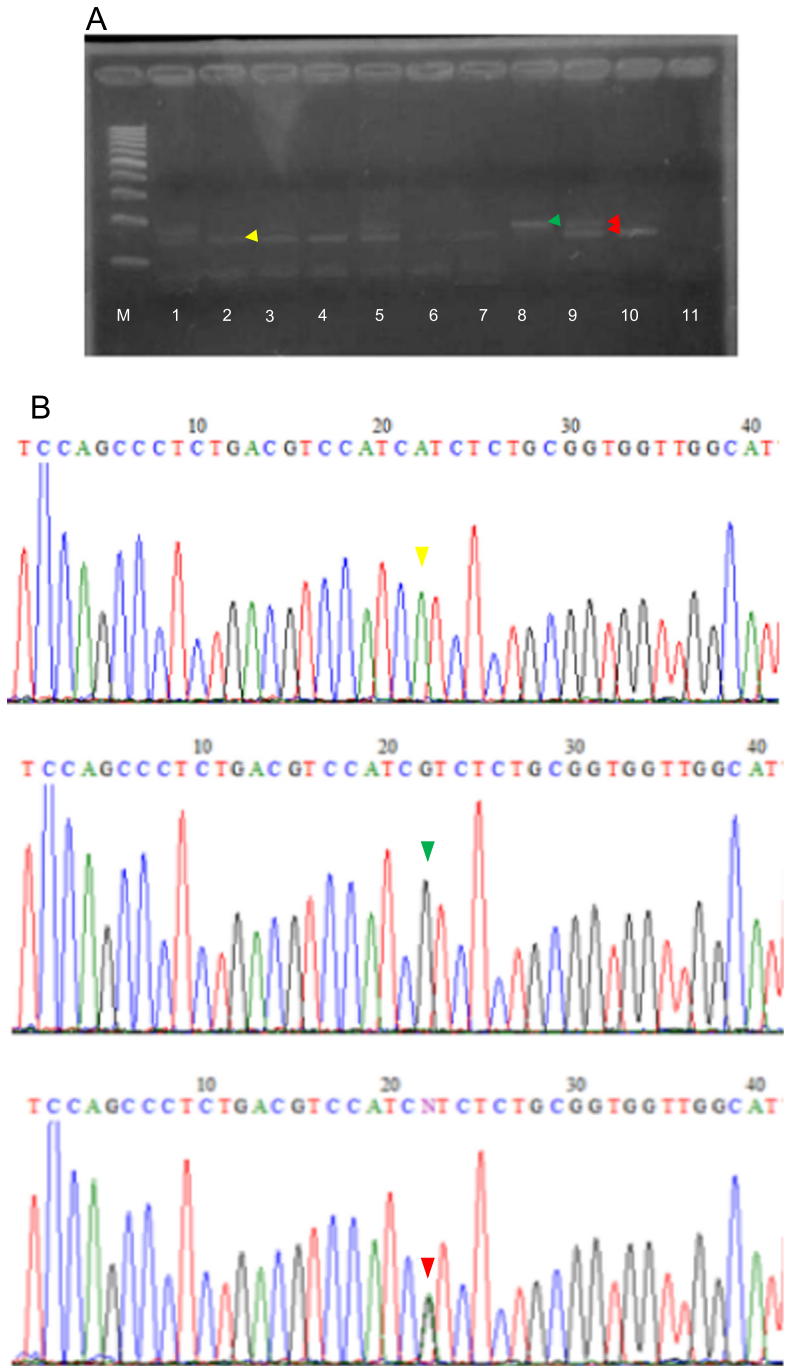 A
M 1 2 3 4 5 6 7 8 9 10 11
B
10 20 30 40
TCCAGCCCTCTGACGTCCATCATCTCTGCGGTGGTTGGCAT
10 20 30 40
TCCAGCCCTCTGACGTCCATCGTCTCTGCGGTGGTTGGCAT
10 20 30 40
TCCAGCCCTCTGACGTCCATCNTCTCTGCGGTGGTTGGCAT